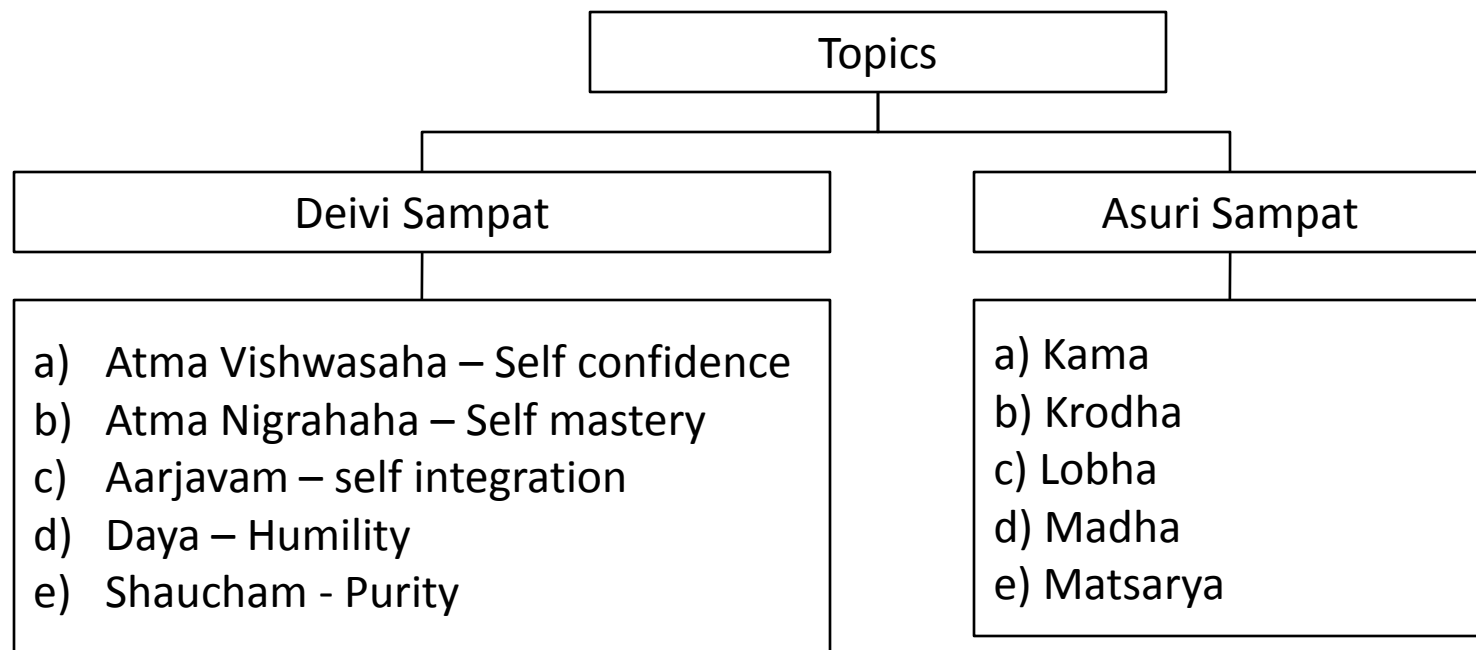 Topics
Deivi Sampat
a) Atma Vishwasaha – Self confidence
b) Atma Nigrahaha – Self mastery
c) Aarjavam – self integration
d) Daya – Humility
e) Shaucham - Purity
Asuri Sampat
a) Kama
b) Krodha
c) Lobha
d) Madha
e) Matsarya